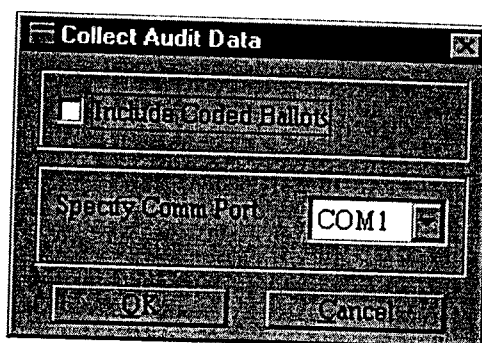 Collect Audit Data
Include Coded Ballots
Specify Comm Port
COM1
OK
Cancel